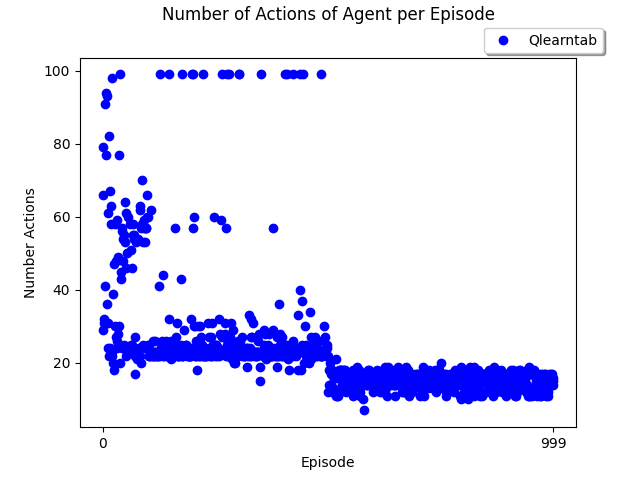 Number of Actions of Agent per Episode
Qlearntab
100
80
60
40
20
Number Actions
0
999
Episode